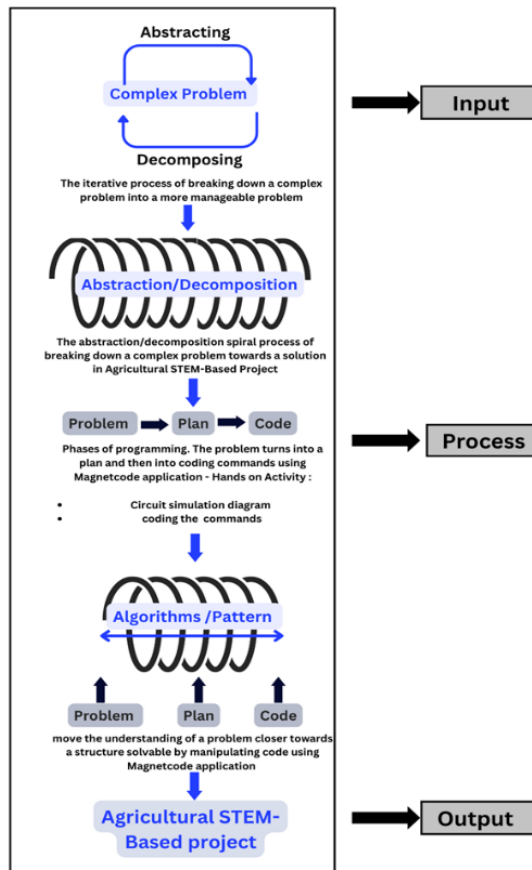 Abstracting
Complex Problem
Input
Decomposing
The iterative process of breaking down a complex
problem into a more manageable problem
Abstraction/Decomposition
The abstraction/decomposition spiral process of
breaking down a complex problem towards a solution
in Agricultural STEM-Based Project
Problem
Plan
Code
Process
Phases of programming. The problem turns into a
plan and then into coding commands using
Magnetcode application - Hands on Activity :
• Circuit simulation diagram
• coding the commands
Algorithms /Pattern
Problem
Plan
Code
move the understanding of a problem closer towards
a structure solvable by manipulating code using
Magnetcode application
Agricultural STEM-
Based project
Output